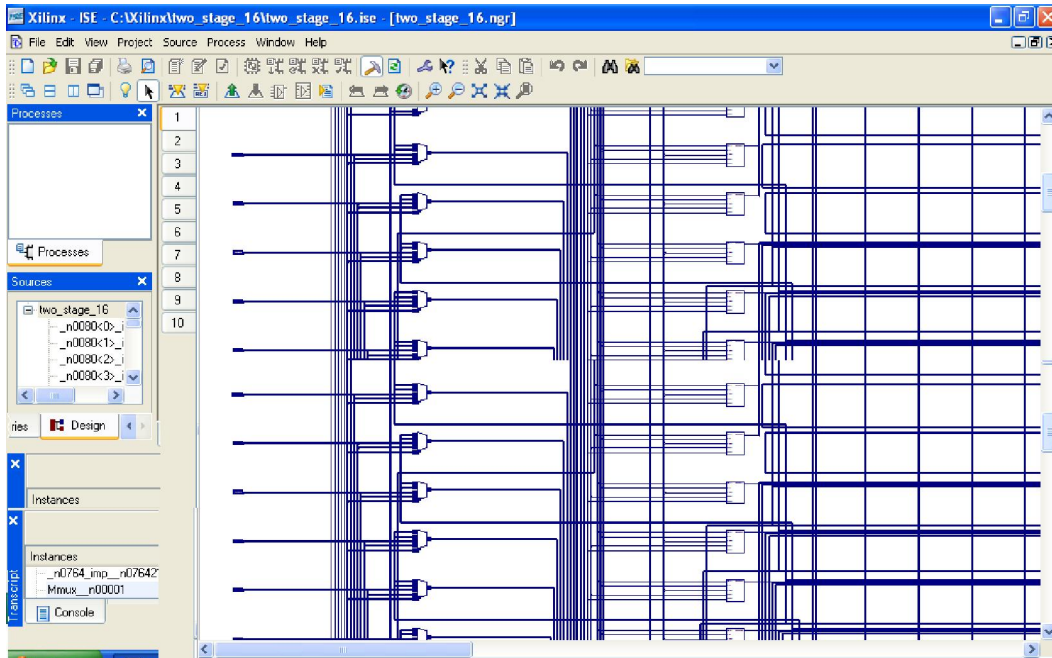 Xilinx - ISE - C:\Xilinx\two_stage_16\two_stage_16.ise - [two_stage_16.ngr]
File Edit View Project Source Process Window Help
Processes
1
2
3
4
5
6
7
8
9
10
Processes
Sources
two_stage_16
_n0080<0>_i
_n0080<1>_i
_n0080<2>_i
_n0080<3>_i
ries Design
Instances
Instances
_n0764_imp__n07642
Mmux__n00001
Transcript
Console